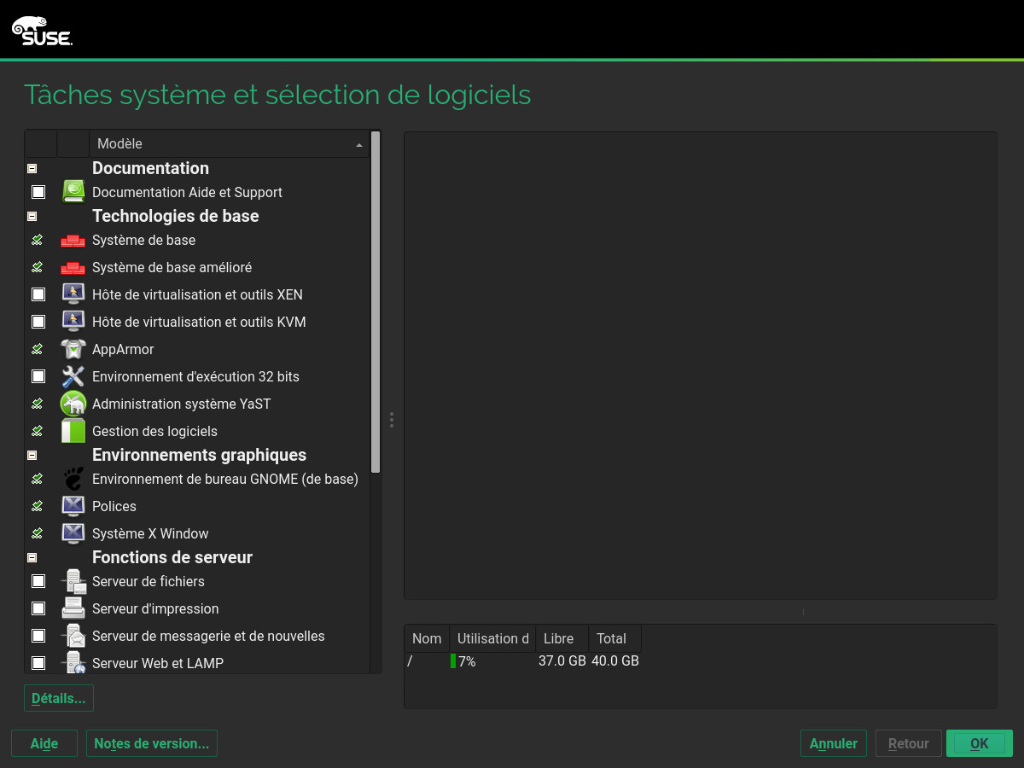 SUSE
Tâches système et sélection de logiciels
Modèle
Documentation
Documentation Aide et Support
Technologies de base
Système de base
Système de base amélioré
Hôte de virtualisation et outils XEN
Hôte de virtualisation et outils KVM
AppArmor
Environnement d'exécution 32 bits
Administration système YaST
Gestion des logiciels
Environnements graphiques
Environnement de bureau GNOME (de base)
Polices
Système X Window
Fonctions de serveur
Serveur de fichiers
Serveur d'impression
Serveur de messagerie et de nouvelles
Serveur Web et LAMP
Nom Utilisation d Libre Total
/ 7% 37.0 GB 40.0 GB
Détails...
Aide Notes de version... Annuler Retour OK